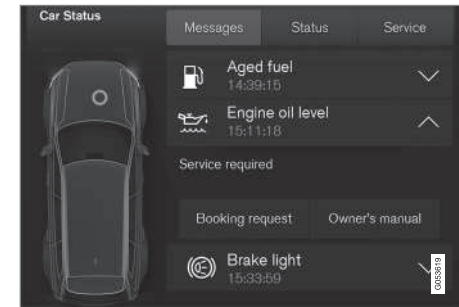 Car Status
Messages Status Service
Aged fuel
14:39:15
Engine oil level
15:11:18
Service required
Booking request Owner's manual
Brake light
15:33:59
G053619